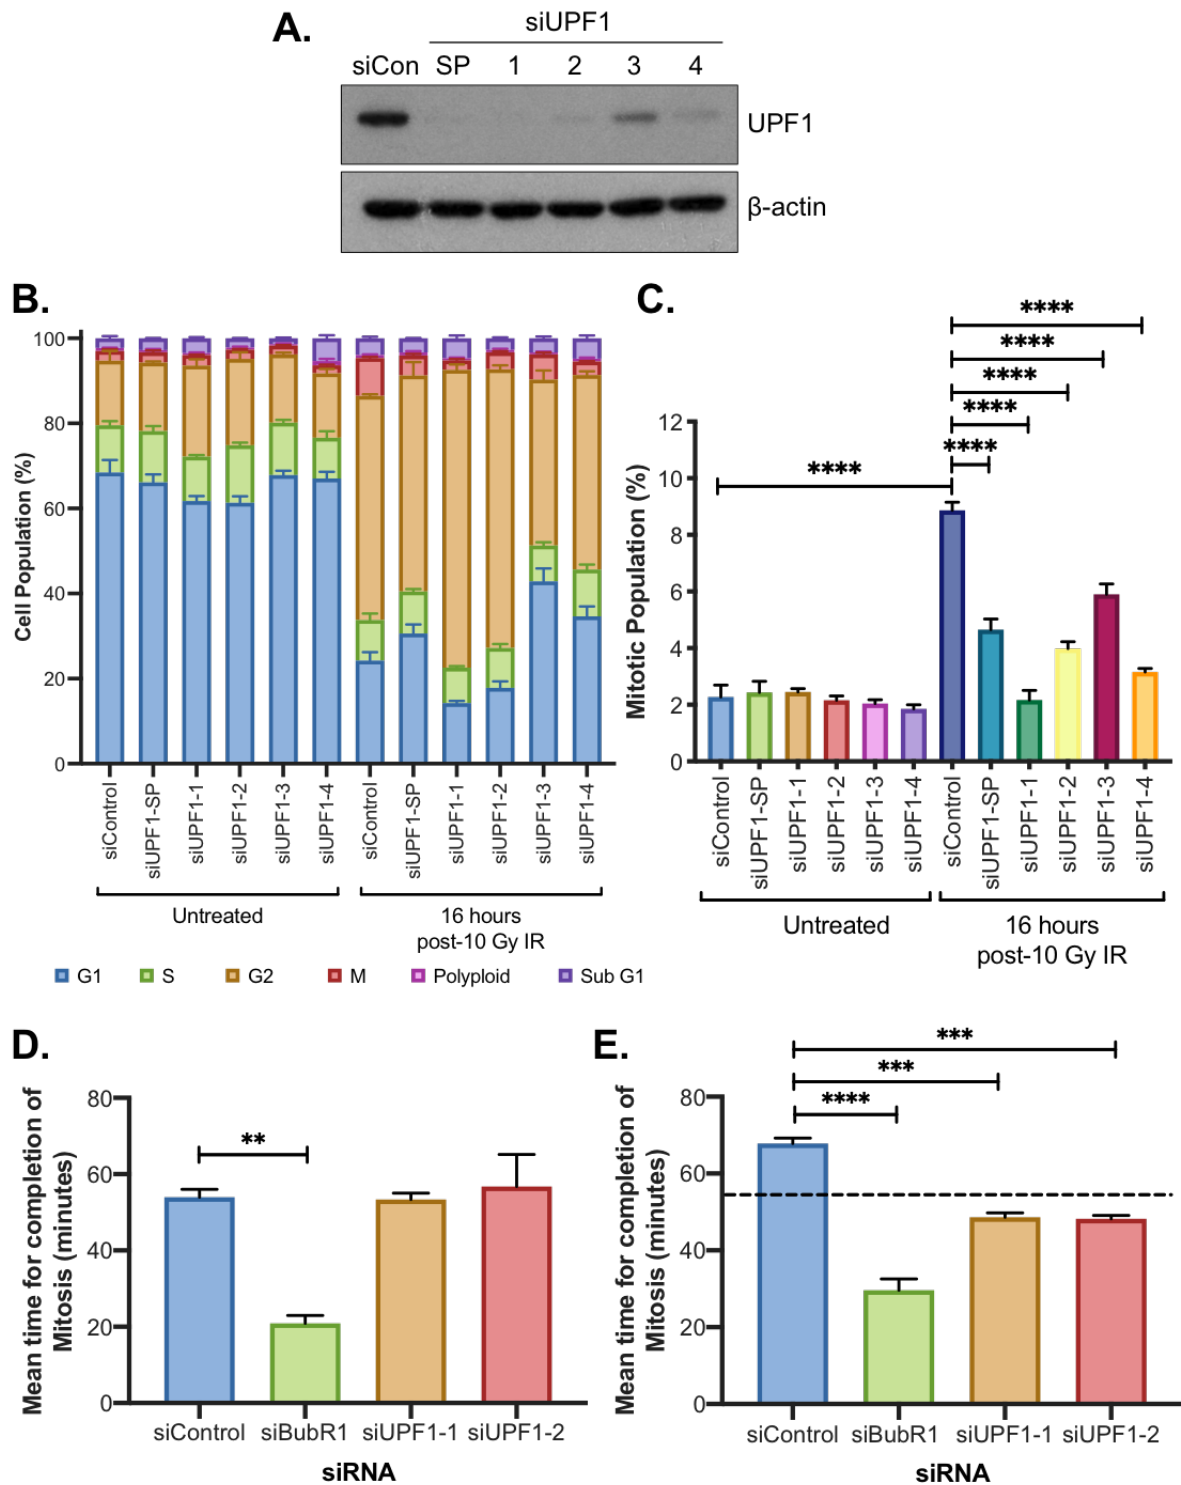 A.
siUPF1
siCon SP 1 2 3 4
UPF1
β-actin
B.
Cell Population (%)
100
80
60
40
20
0
siControl
siUPF1-SP
siUPF1-1
siUPF1-2
siUPF1-3
siUPF1-4
siControl
siUPF1-SP
siUPF1-1
siUPF1-2
siUPF1-3
siUPF1-4
Untreated
16 hours
post-10 Gy IR
G1 S G2 M Polyploid Sub G1
C.
****
****
****
****
****
****
Mitotic Population (%)
12
10
8
6
4
2
0
siControl
siUPF1-SP
siUPF1-1
siUPF1-2
siUPF1-3
siUPF1-4
siControl
siUPF1-SP
siUPF1-1
siUPF1-2
siUPF1-3
siUPF1-4
Untreated
16 hours
post-10 Gy IR
D.
Mean time for completion of
Mitosis (minutes)
80
60
40
20
0
**
siControl siBubR1 siUPF1-1 siUPF1-2
siRNA
E.
Mean time for completion of
Mitosis (minutes)
80
60
40
20
0
***
***
****
siControl siBubR1 siUPF1-1 siUPF1-2
siRNA